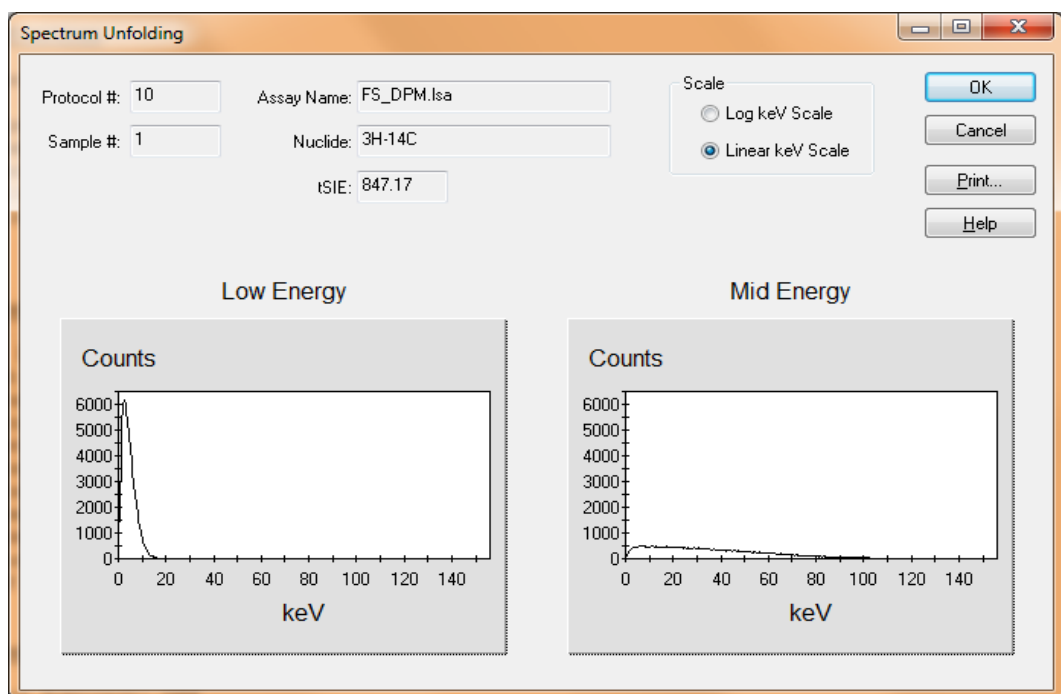 Spectrum Unfolding
Protocol #: 10
Assay Name: FS_DPM.lsa
Scale
OK
Log keV Scale
Sample #: 1
Nuclide: 3H-14C
Cancel
Linear keV Scale
tSIE: 847.17
Print...
Help
Low Energy
Counts
6000
5000
4000
3000
2000
1000
0
0 20 40 60 80 100 120 140
keV
Mid Energy
Counts
6000
5000
4000
3000
2000
1000
0
0 20 40 60 80 100 120 140
keV